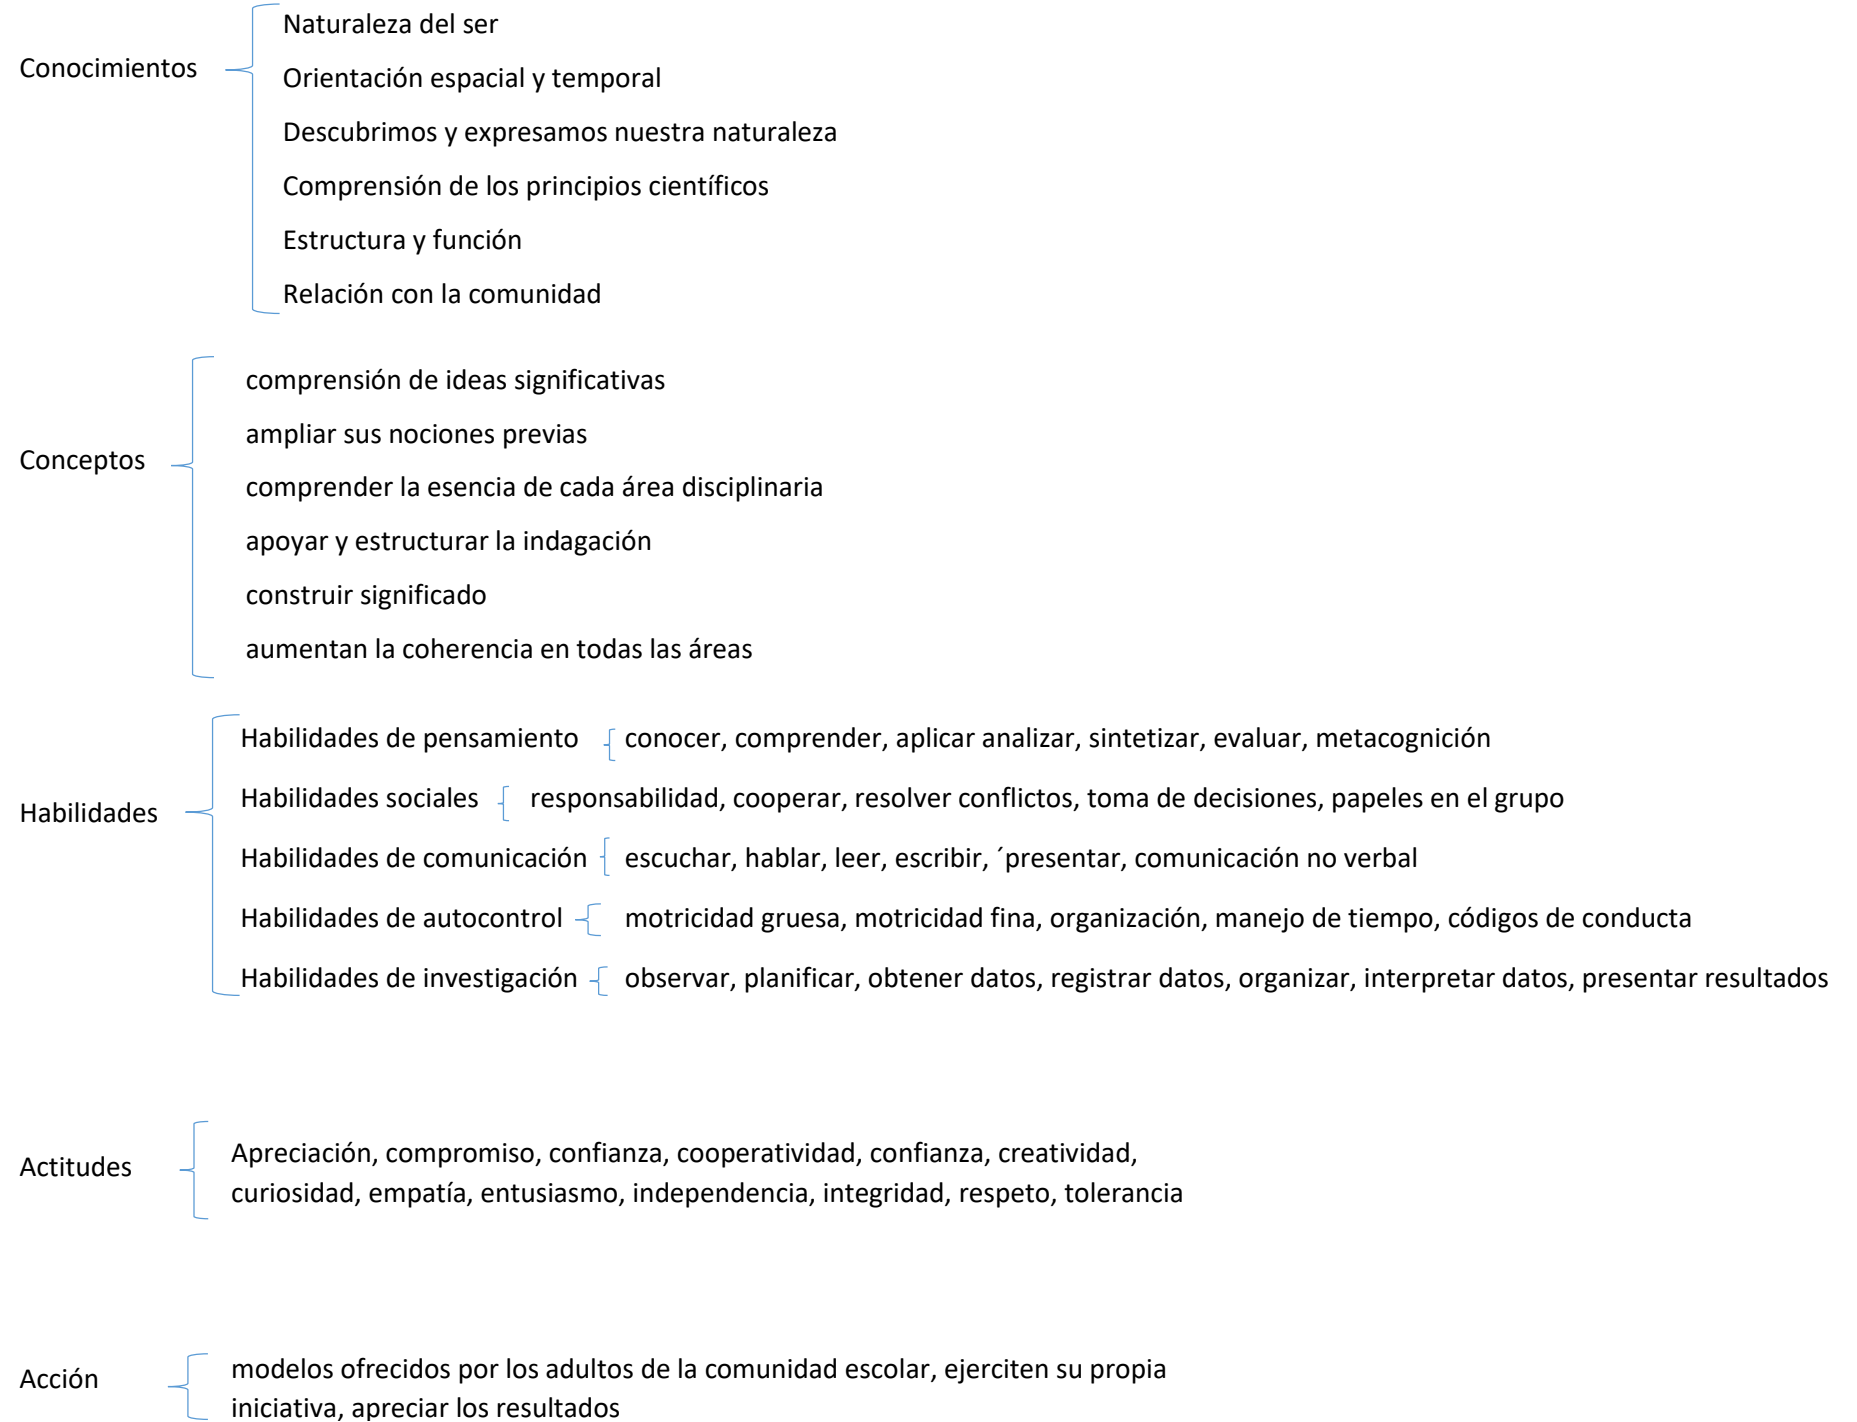 Naturaleza del ser
Conocimientos
Orientación espacial y temporal
Descubrimos y expresamos nuestra naturaleza
Comprensión de los principios científicos
Estructura y función
Relación con la comunidad
comprensión de ideas significativas
ampliar sus nociones previas
Conceptos
comprender la esencia de cada área disciplinaria
apoyar y estructurar la indagación
construir significado
aumentan la coherencia en todas las áreas
Habilidades de pensamiento conocer, comprender, aplicar analizar, sintetizar, evaluar, metacognición
Habilidades sociales responsabilidad, cooperar, resolver conflictos, toma de decisiones, papeles en el grupo
Habilidades
Habilidades de comunicación escuchar, hablar, leer, escribir, ´presentar, comunicación no verbal
Habilidades de autocontrol motricidad gruesa, motricidad fina, organización, manejo de tiempo, códigos de conducta
Habilidades de investigación observar, planificar, obtener datos, registrar datos, organizar, interpretar datos, presentar resultados
Actitudes
Apreciación, compromiso, confianza, cooperatividad, confianza, creatividad,
curiosidad, empatía, entusiasmo, independencia, integridad, respeto, tolerancia
Acción
modelos ofrecidos por los adultos de la comunidad escolar, ejerciten su propia
iniciativa, apreciar los resultados